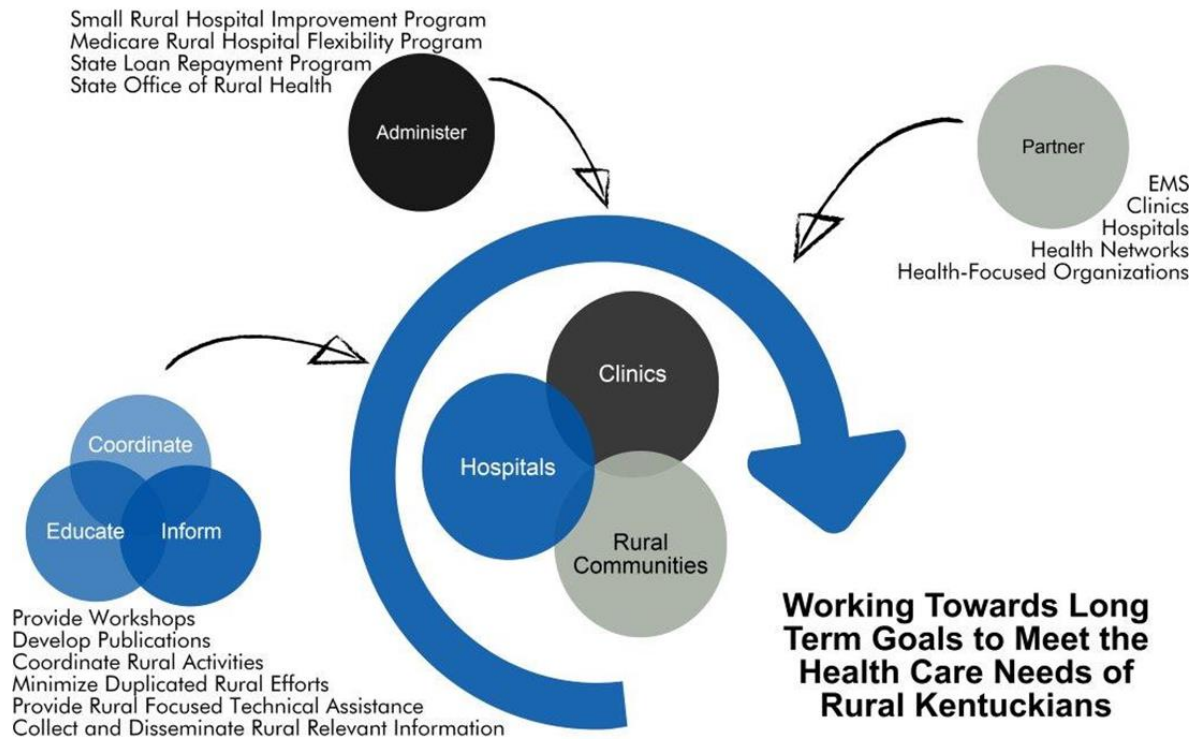 Small Rural Hospital Improvement Program
Medicare Rural Hospital Flexibility Program
State Loan Repayment Program
State Office of Rural Health
Administer
Partner
EMS
Clinics
Hospitals
Health Networks
Health-Focused Organizations
Clinics
Hospitals
Rural
Communities
Coordinate
Educate
Inform
Provide Workshops
Develop Publications
Coordinate Rural Activities
Minimize Duplicated Rural Efforts
Provide Rural Focused Technical Assistance
Collect and Disseminate Rural Relevant Information
Working Towards Long
Term Goals to Meet the
Health Care Needs of
Rural Kentuckians